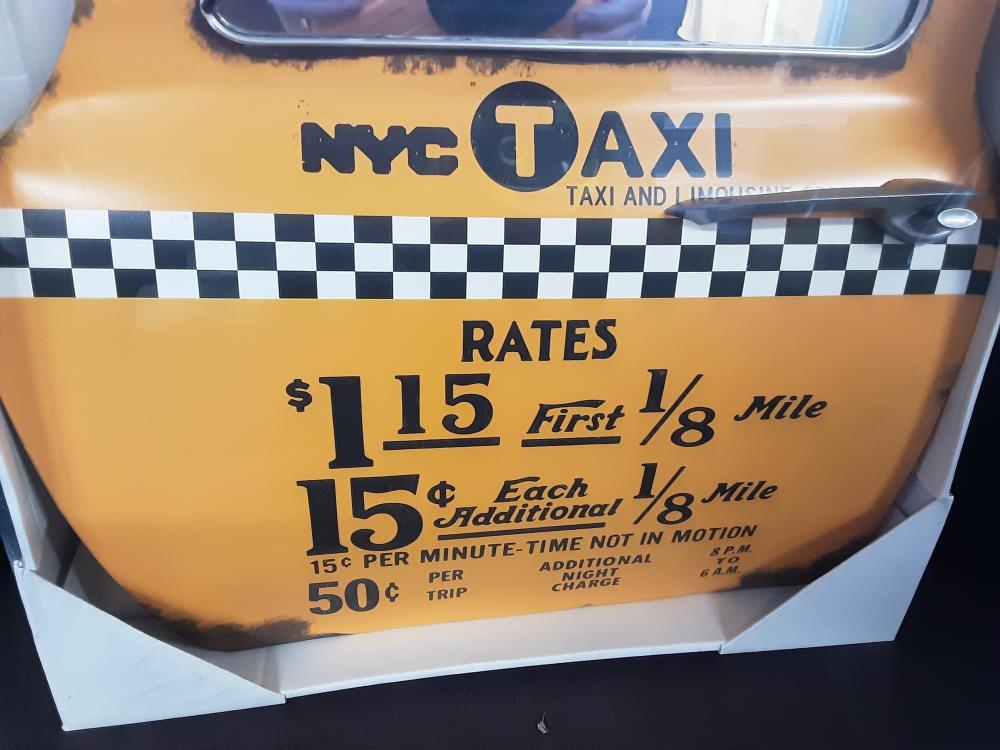 NYC TAXI
TAXI AND LIMOUSINE
RATES
$1 15 First 1/8 Mile
15¢ Each Additional 1/8 Mile
15¢ PER MINUTE-TIME NOT IN MOTION
50¢ PER TRIP ADDITIONAL NIGHT CHARGE 8 P.M. TO 6 A.M.